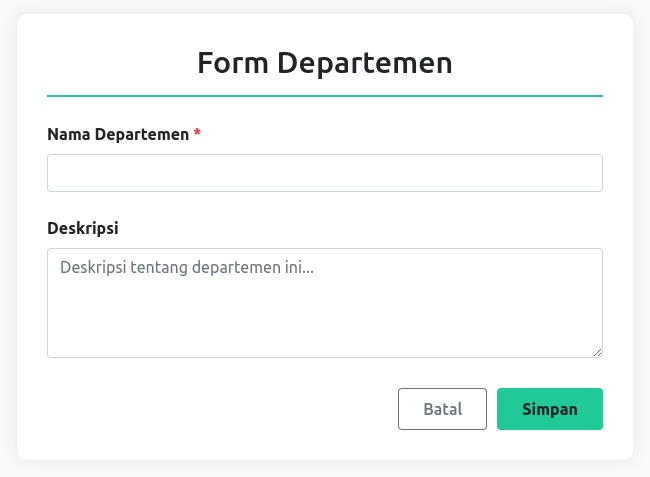 Form Departemen
Nama Departemen *
Deskripsi
Deskripsi tentang departemen ini...
Batal
Simpan